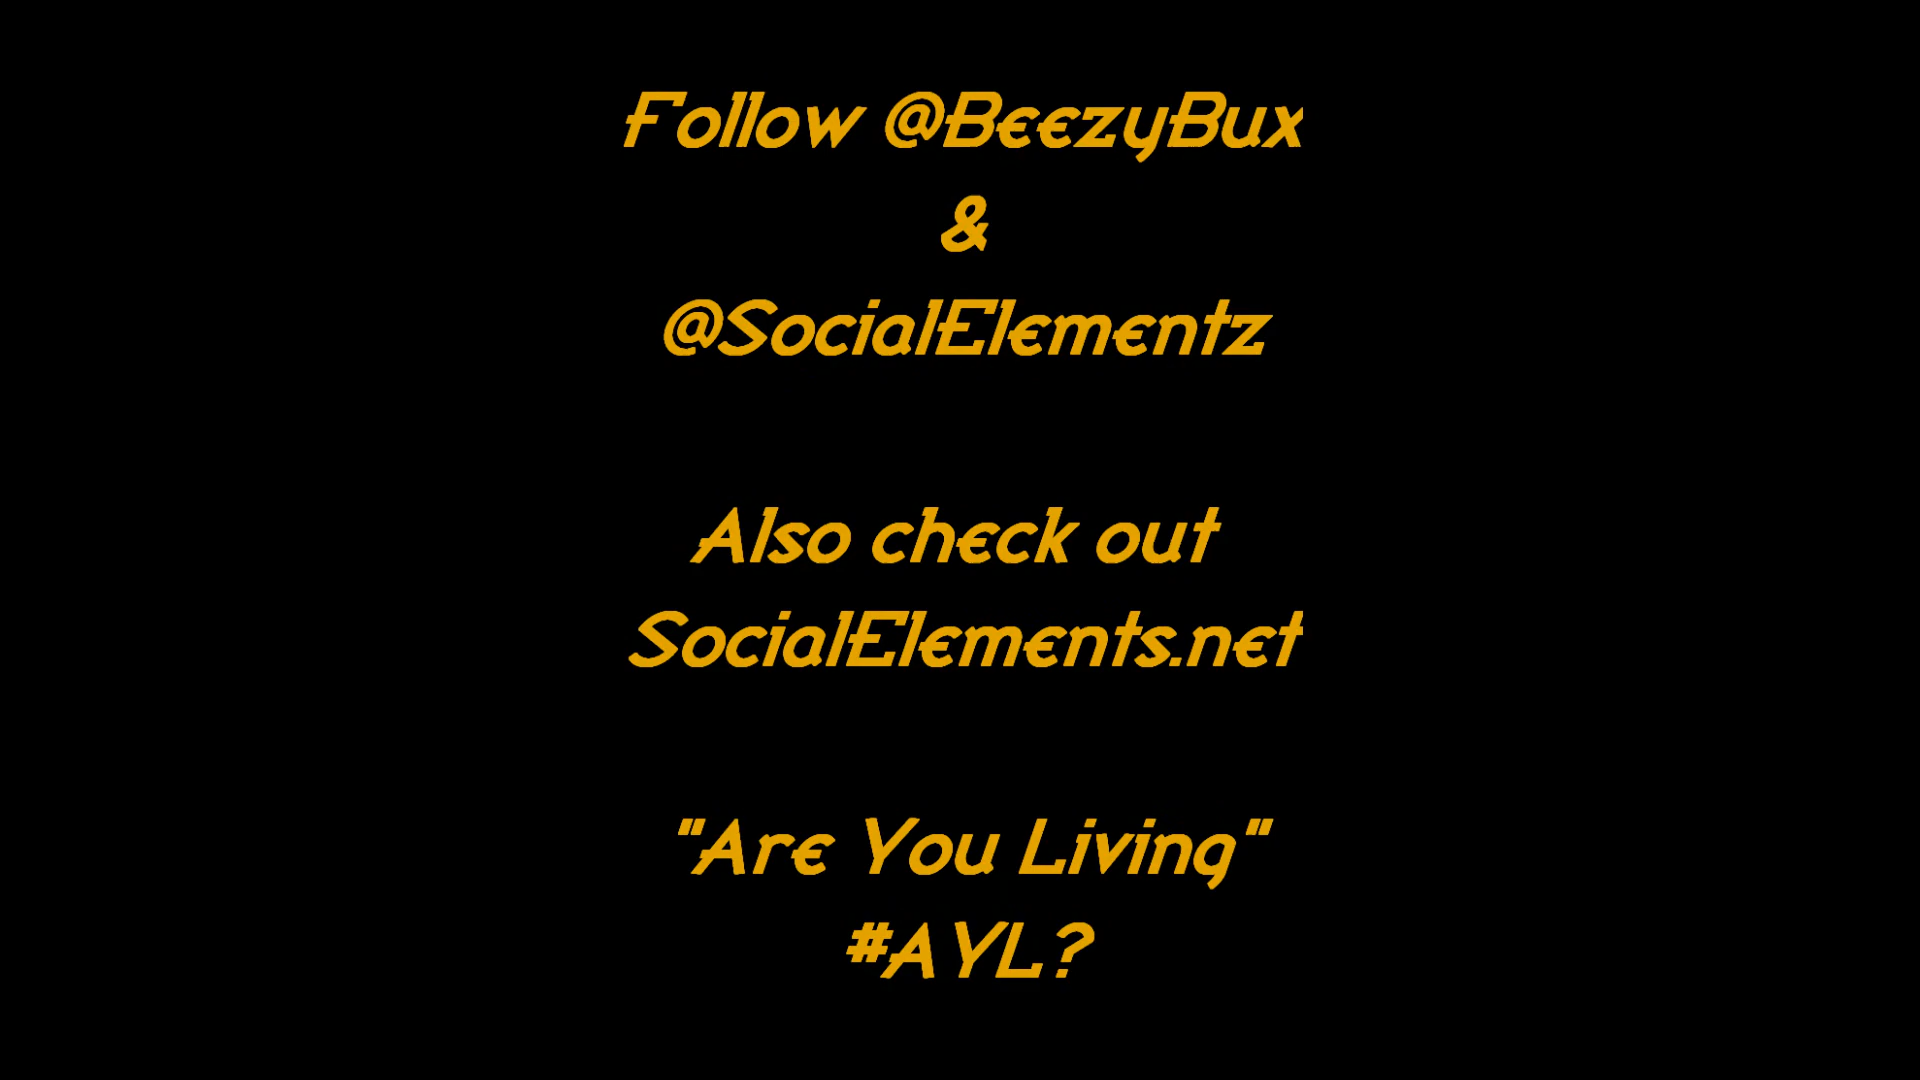 Follow @BeezyBux
&
@SocialElementz
Also check out
SocialElements.net
"Are You Living"
#AYL?